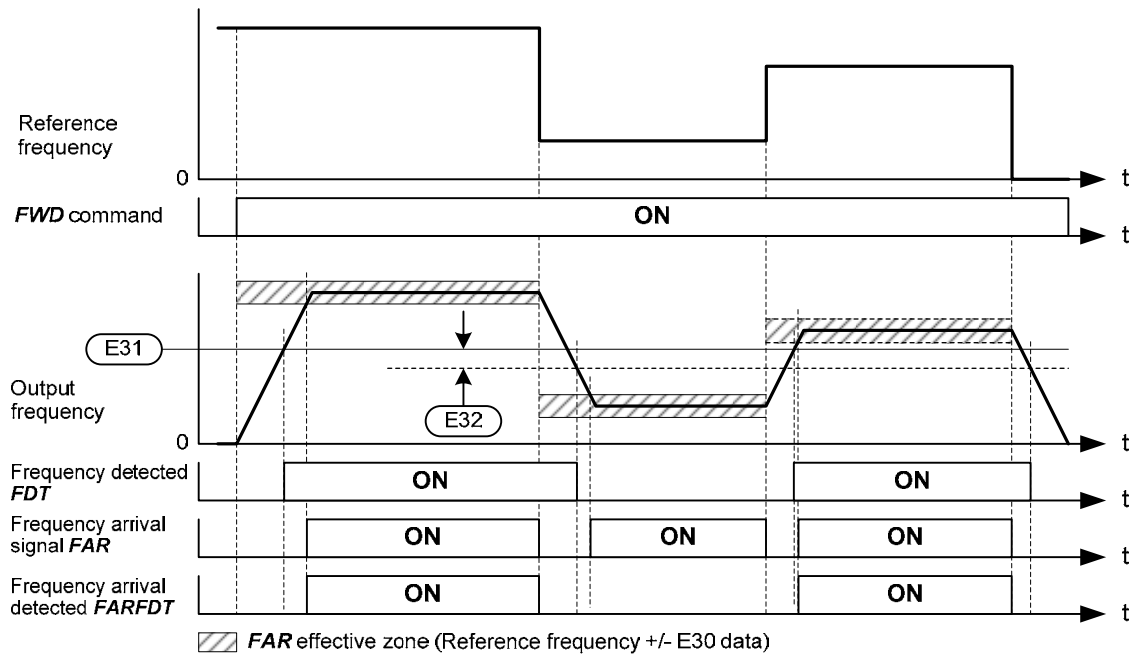 Reference
frequency
0
t
FWD command
ON
t
E31
Output
frequency
E32
0
t
Frequency detected
FDT
ON
ON
t
Frequency arrival
signal FAR
ON
ON
ON
t
Frequency arrival
detected FARFDT
ON
ON
t
FAR effective zone (Reference frequency +/- E30 data)